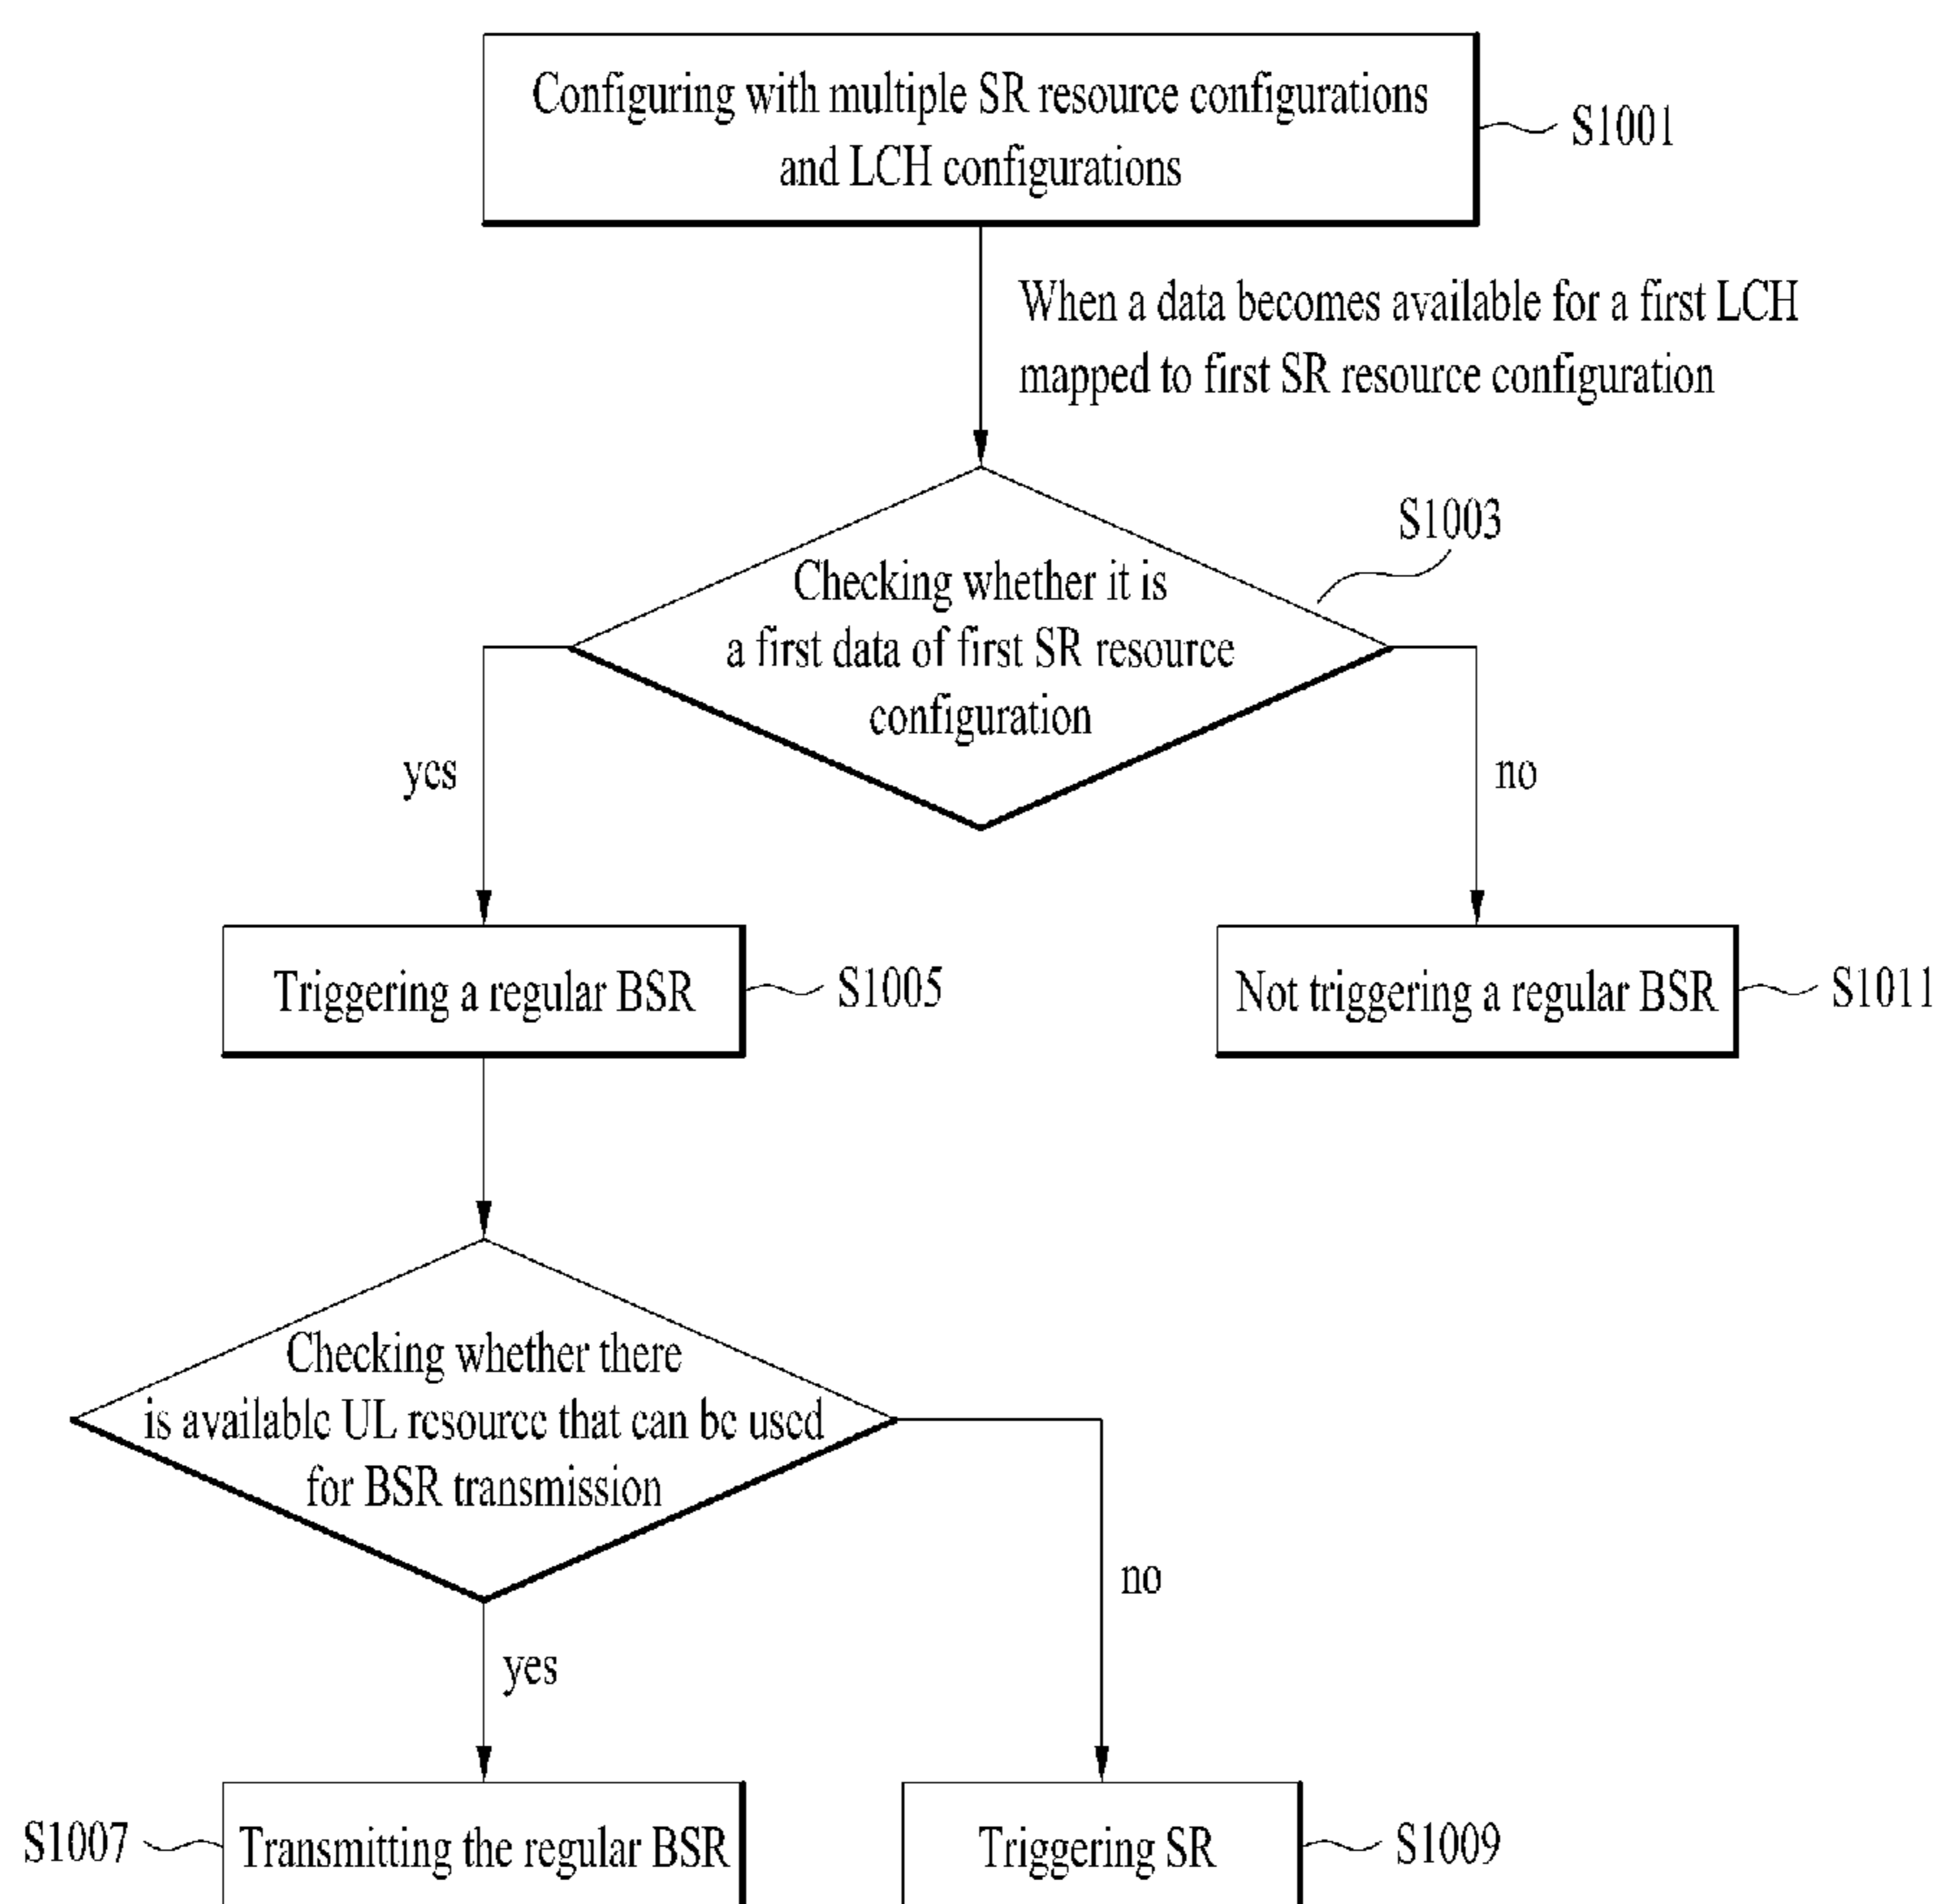 Configuring with multiple SR resource configurations
and LCH configurations
S1001
When a data becomes available for a first LCH
mapped to first SR resource configuration
S1003
Checking whether it is
a first data of first SR resource
configuration
yes
no
Triggering a regular BSR
S1005
Not triggering a regular BSR
S1011
Checking whether there
is available UL resource that can be used
for BSR transmission
no
yes
S1007
Transmitting the regular BSR
Triggering SR
S1009